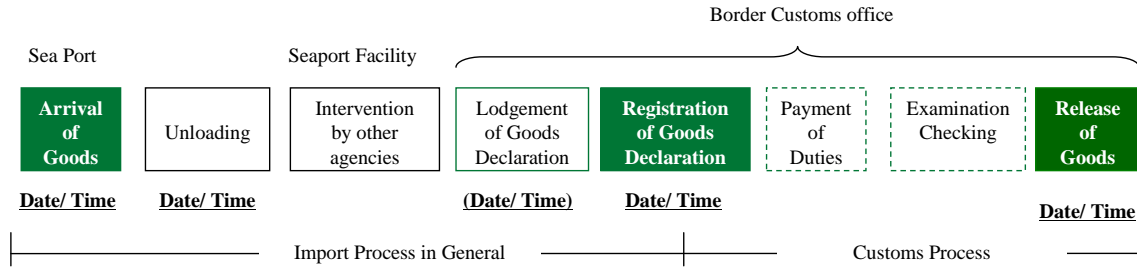 Border Customs office
Sea Port
Seaport Facility
Arrival
of
Goods
Unloading
Intervention
by other
agencies
Lodgement
of Goods
Declaration
Registration
of Goods
Declaration
Payment
of
Duties
Examination
Checking
Release
of
Goods
Date/ Time
Date/ Time
(Date/ Time)
Date/ Time
Date/ Time
Import Process in General
Customs Process